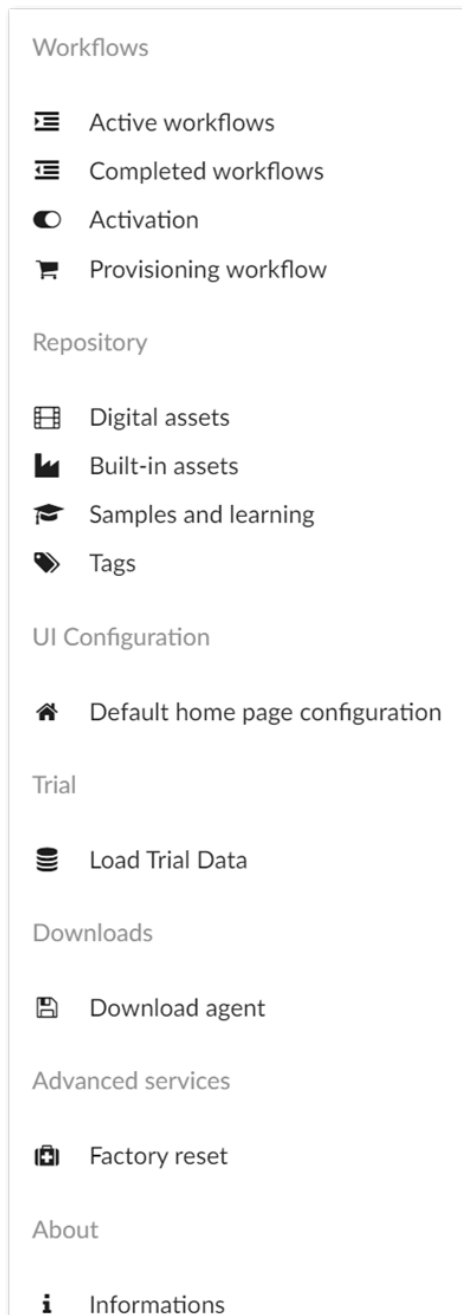 Workflows
Active workflows
Completed workflows
Activation
Provisioning workflow
Repository
Digital assets
Built-in assets
Samples and learning
Tags
UI Configuration
Default home page configuration
Trial
Load Trial Data
Downloads
Download agent
Advanced services
Factory reset
About
Informations